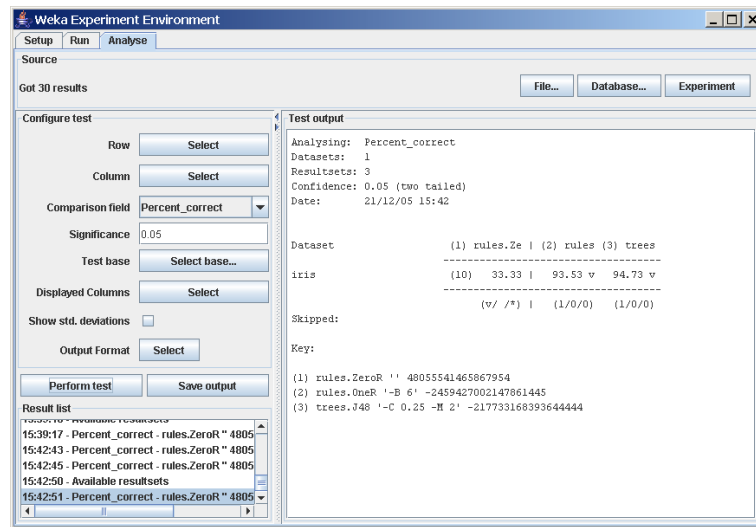 Weka Experiment Environment
Setup Run Analyse
Source
Got 30 results
File... Database... Experiment
Configure test
Row Select
Column Select
Comparison field Percent_correct
Significance 0.05
Test base Select base...
Displayed Columns Select
Show std. deviations
Output Format Select
Perform test Save output
Result list
15:39:17 - Percent_correct - rules.ZeroR '' 4805
15:42:43 - Percent_correct - rules.ZeroR '' 4805
15:42:45 - Percent_correct - rules.ZeroR '' 4805
15:42:50 - Available resultsets
15:42:51 - Percent_correct - rules.ZeroR '' 4805
Test output
Analysing: Percent_correct
Datasets: 1
Resultsets: 3
Confidence: 0.05 (two tailed)
Date: 21/12/05 15:42
Dataset (1) rules.Ze | (2) rules (3) trees
------------------------------------
iris (10) 33.33 | 93.53 v 94.73 v
------------------------------------
(v/ /*) | (1/0/0) (1/0/0)
Skipped:
Key:
(1) rules.ZeroR '' 48055541465867954
(2) rules.OneR '-B 6' -2459427002147861445
(3) trees.J48 '-C 0.25 -M 2' -217733168393644444